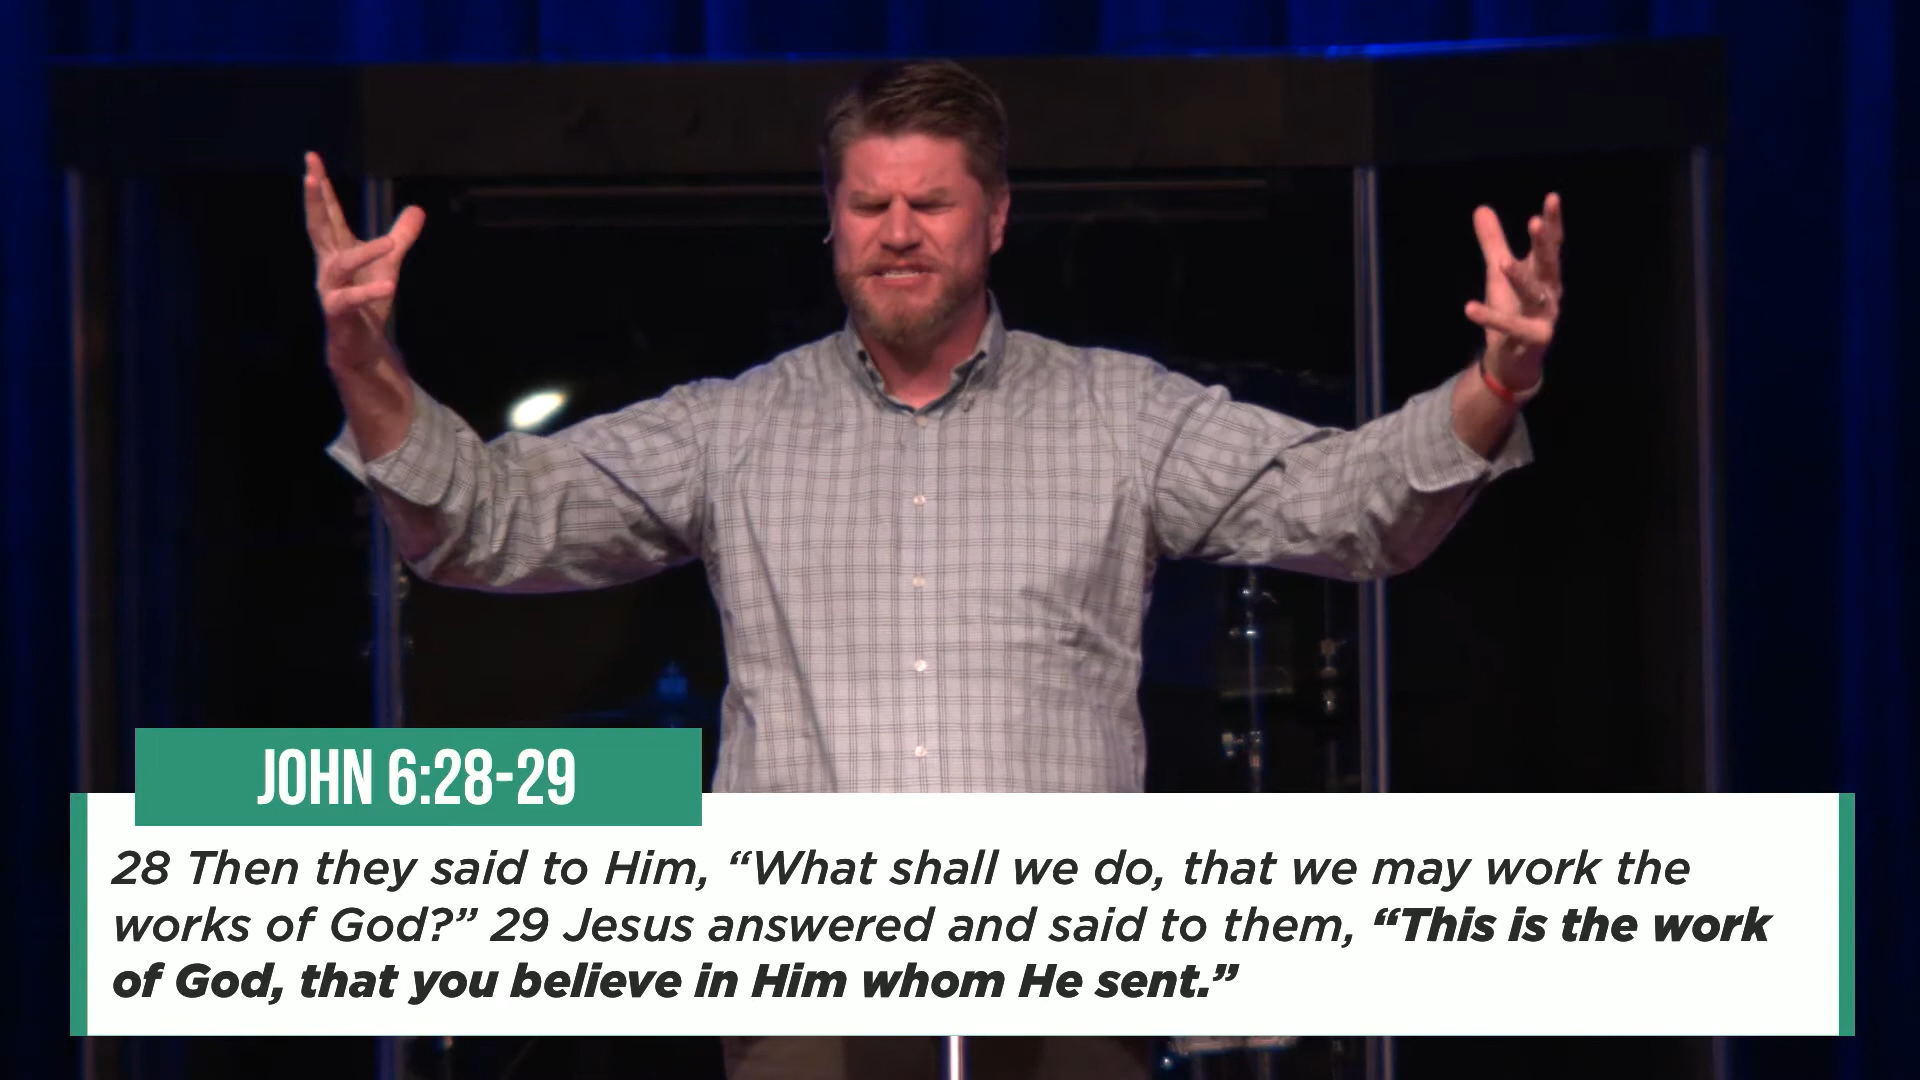 JOHN 6:28-29
28 Then they said to Him, “What shall we do, that we may work the
works of God?” 29 Jesus answered and said to them, “This is the work
of God, that you believe in Him whom He sent.”